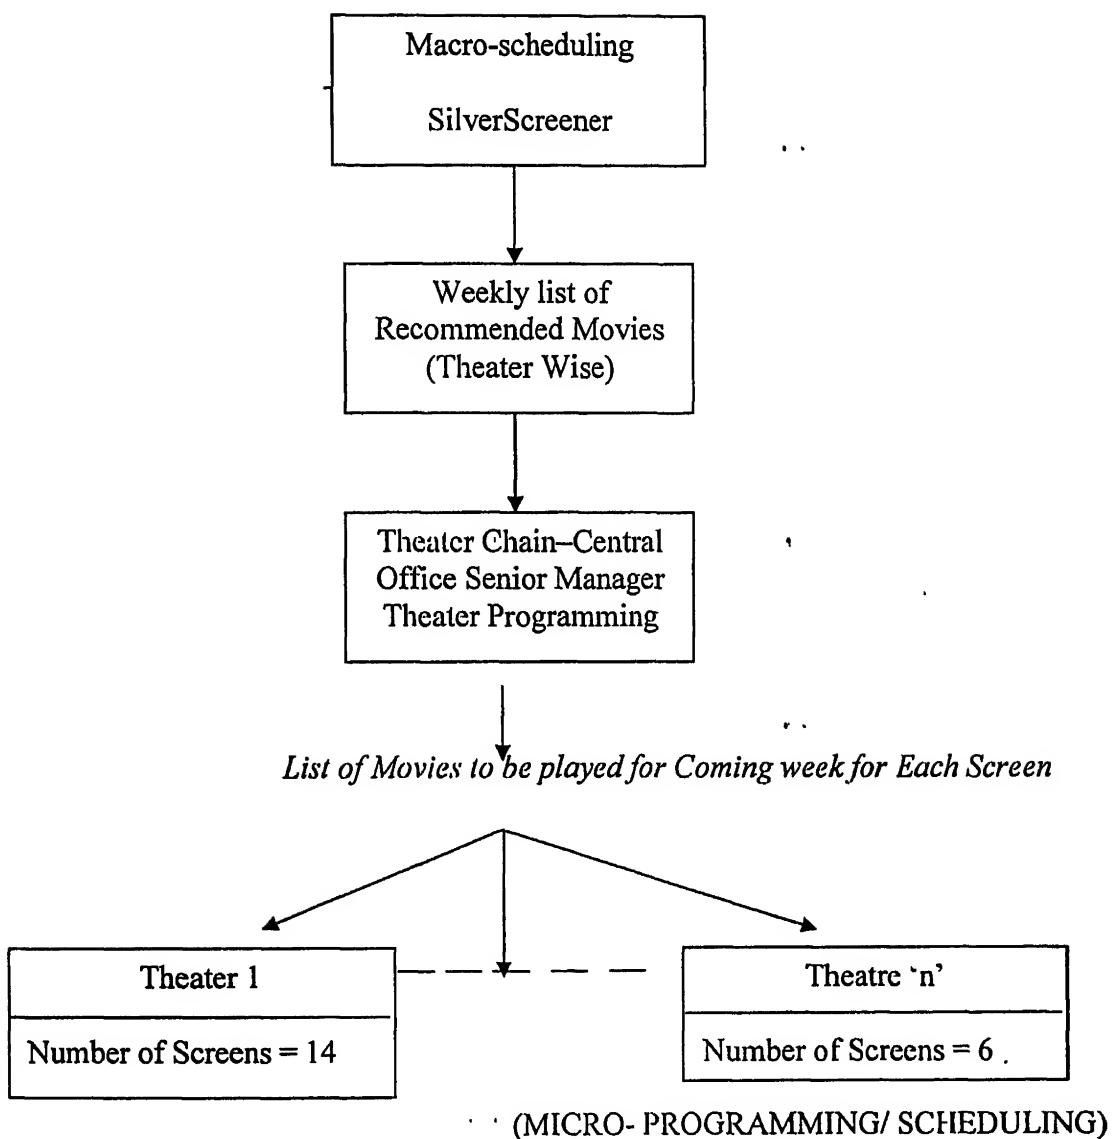 Macro-scheduling
SilverScreener
Weekly list of
Recommended Movies
(Theater Wise)
Theater Chain–Central
Office Senior Manager
Theater Programming
List of Movies to be played for Coming week for Each Screen
Theater 1
Theatre ‘n’
Number of Screens = 14
Number of Screens = 6
(MICRO- PROGRAMMING/ SCHEDULING)